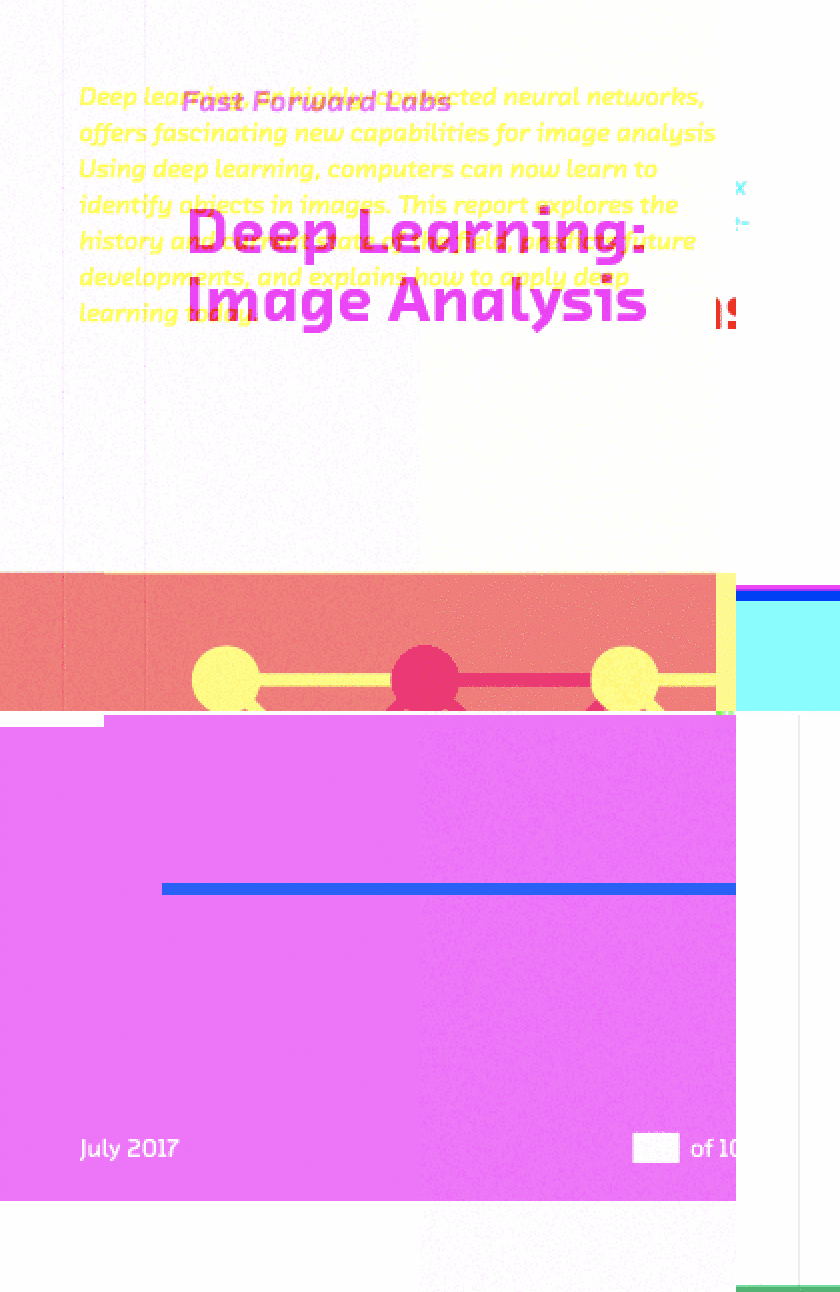 Fast Forward Labs
Deep learning, or highly connected neural networks,
offers fascinating new capabilities for image analysis
Using deep learning, computers can now learn to
identify objects in images. This report explores the
history and current state of the field, predicts future
developments, and explains how to apply deep
learning today.
Deep Learning:
Image Analysis
July 2017
of 10